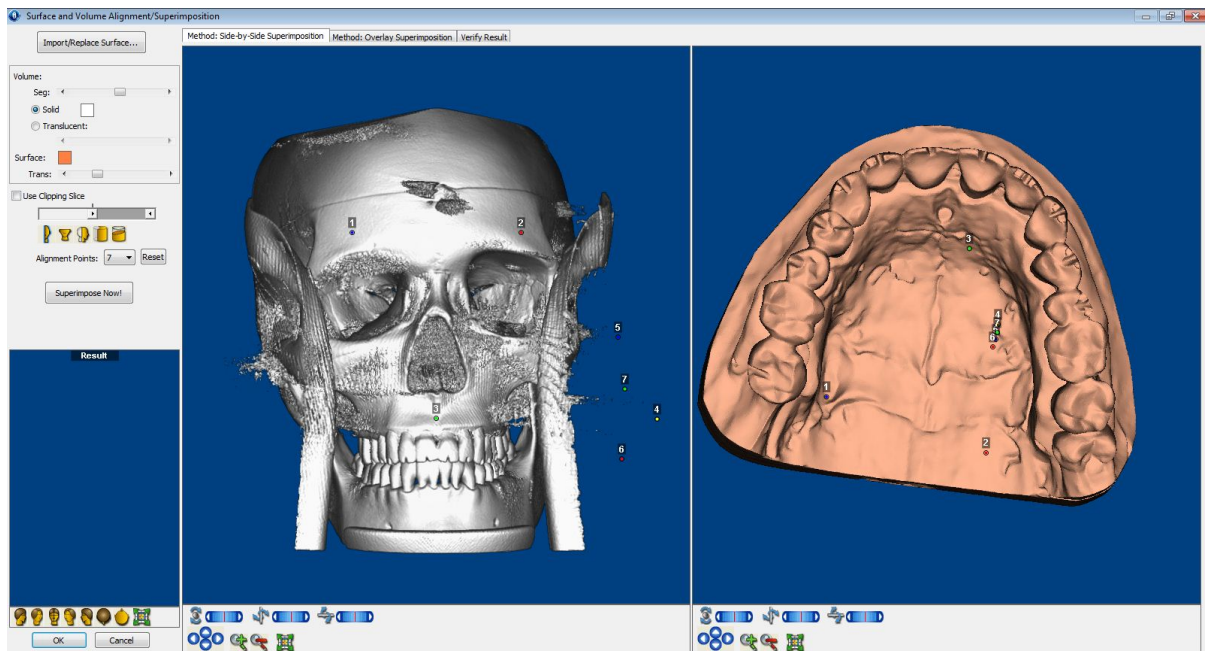 Surface and Volume Alignment/Superimposition
Import/Replace Surface...
Method: Side-by-Side Superimposition
Method: Overlay Superimposition
Verify Result
Volume:
Seg:
Solid
Translucent:
Surface:
Trans:
Use Clipping Slice
Alignment Points: 7
Reset
Superimpose Now!
Result
OK
Cancel
1
2
5
7
3
4
6
3
4
7
6
1
2